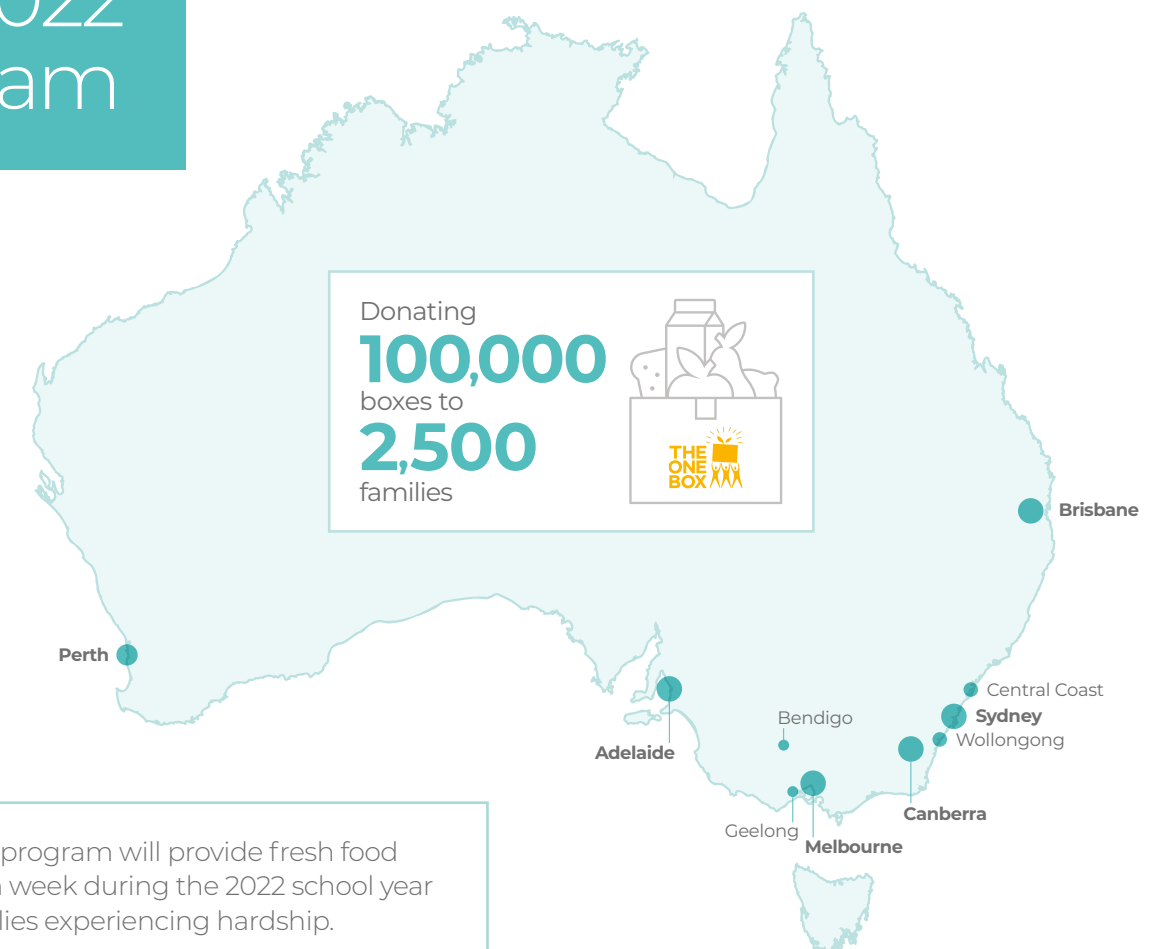 am
Donating
100,000
boxes to
2,500
families
THE
ONE
BOX
Brisbane
Perth
Central Coast
Sydney
Wollongong
Bendigo
Adelaide
Canberra
Geelong
Melbourne
program will provide fresh food
week during the 2022 school year
lies experiencing hardship.